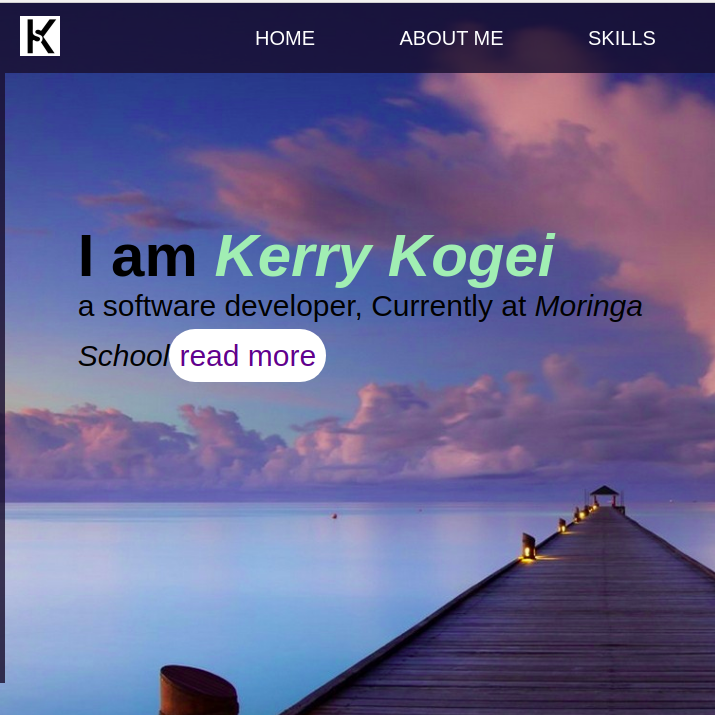 K
HOME ABOUT ME SKILLS
I am Kerry Kogei
a software developer, Currently at Moringa
School read more